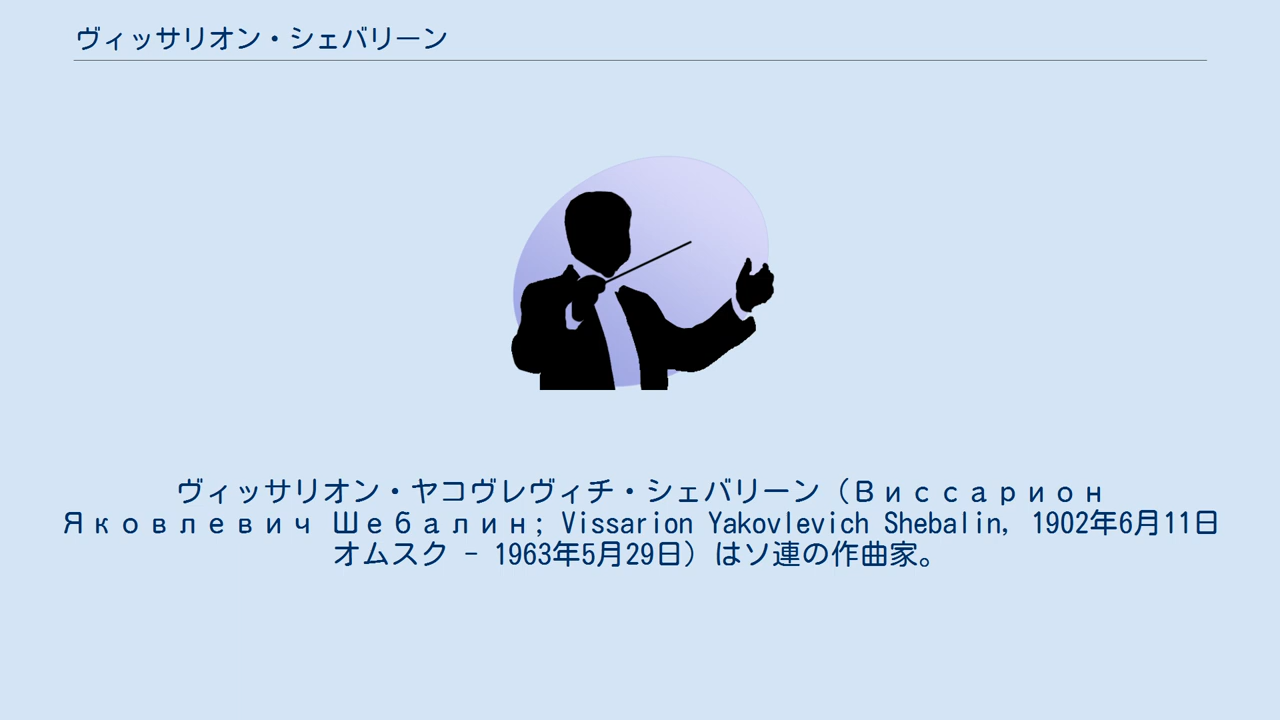 ヴィッサリオン・シェバリーン
ヴィッサリオン・ヤコヴレヴィチ・シェバリーン（Виссарион
Яковлевич Шебалин; Vissarion Yakovlevich Shebalin, 1902年6月11日
オムスク - 1963年5月29日）はソ連の作曲家。